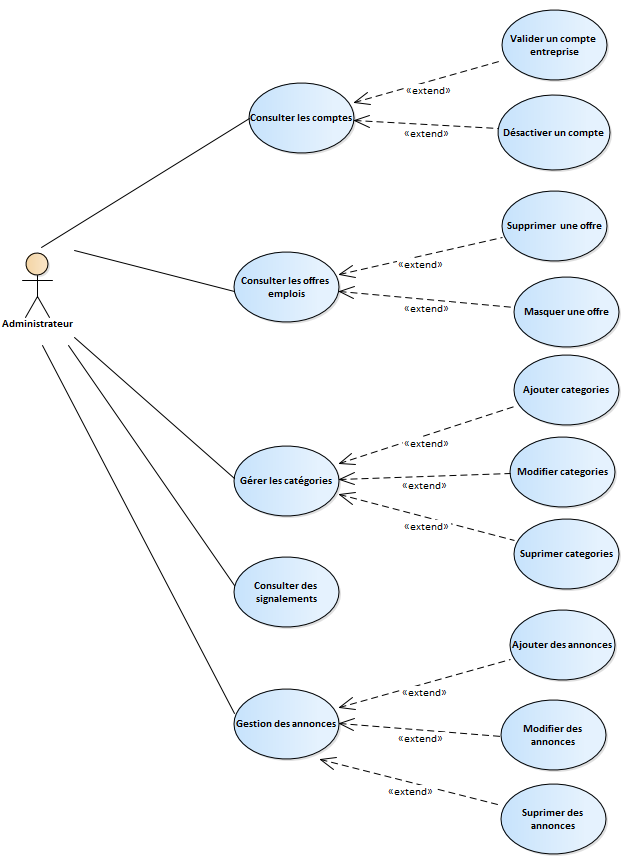 Valider un compte
entreprise
«extend»
Consulter les comptes
«extend»
Désactiver un compte
Supprimer une offre
«extend»
Consulter les offres
emplois
«extend»
Masquer une offre
Administrateur
Ajouter categories
«extend»
Gérer les catégories
Modifier categories
«extend»
«extend»
Suprimer categories
Consulter des
signalements
Ajouter des annonces
«extend»
Gestion des annonces
«extend»
Modifier des
annonces
«extend»
Suprimer des
annonces